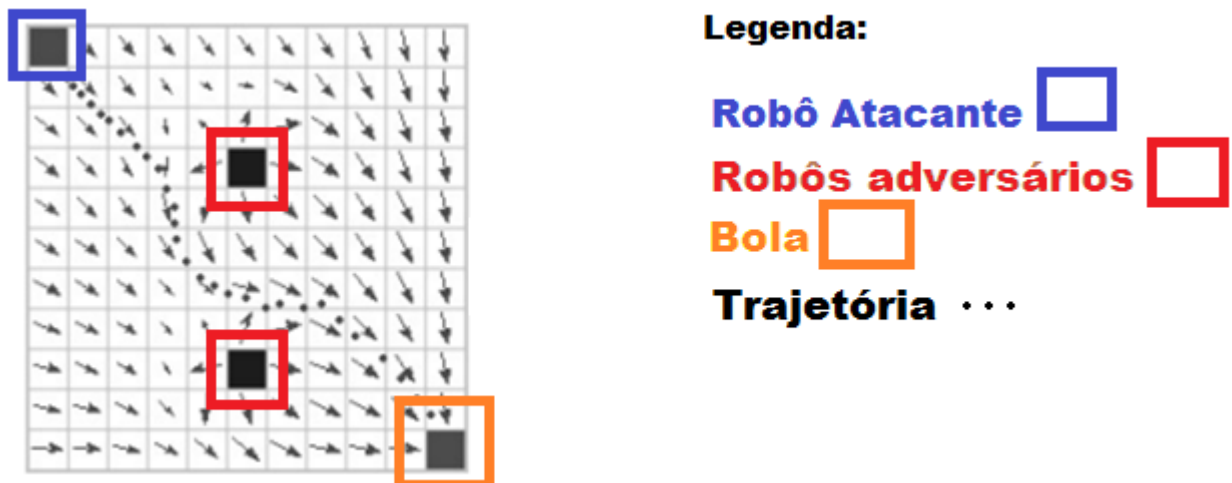 Legenda:
Robô Atacante
Robôs adversários
Bola
Trajetória ...